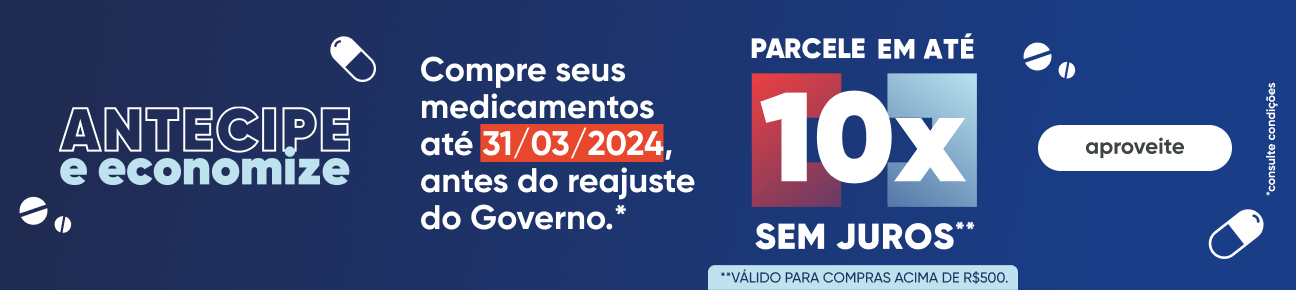 ANTECIPE
e economize
Compre seus
medicamentos
até 31/03/2024,
antes do reajuste
do Governo.*
PARCELE EM ATÉ
10x
SEM JUROS**
**VÁLIDO PARA COMPRAS ACIMA DE R$500.
aproveite
*consulte condições